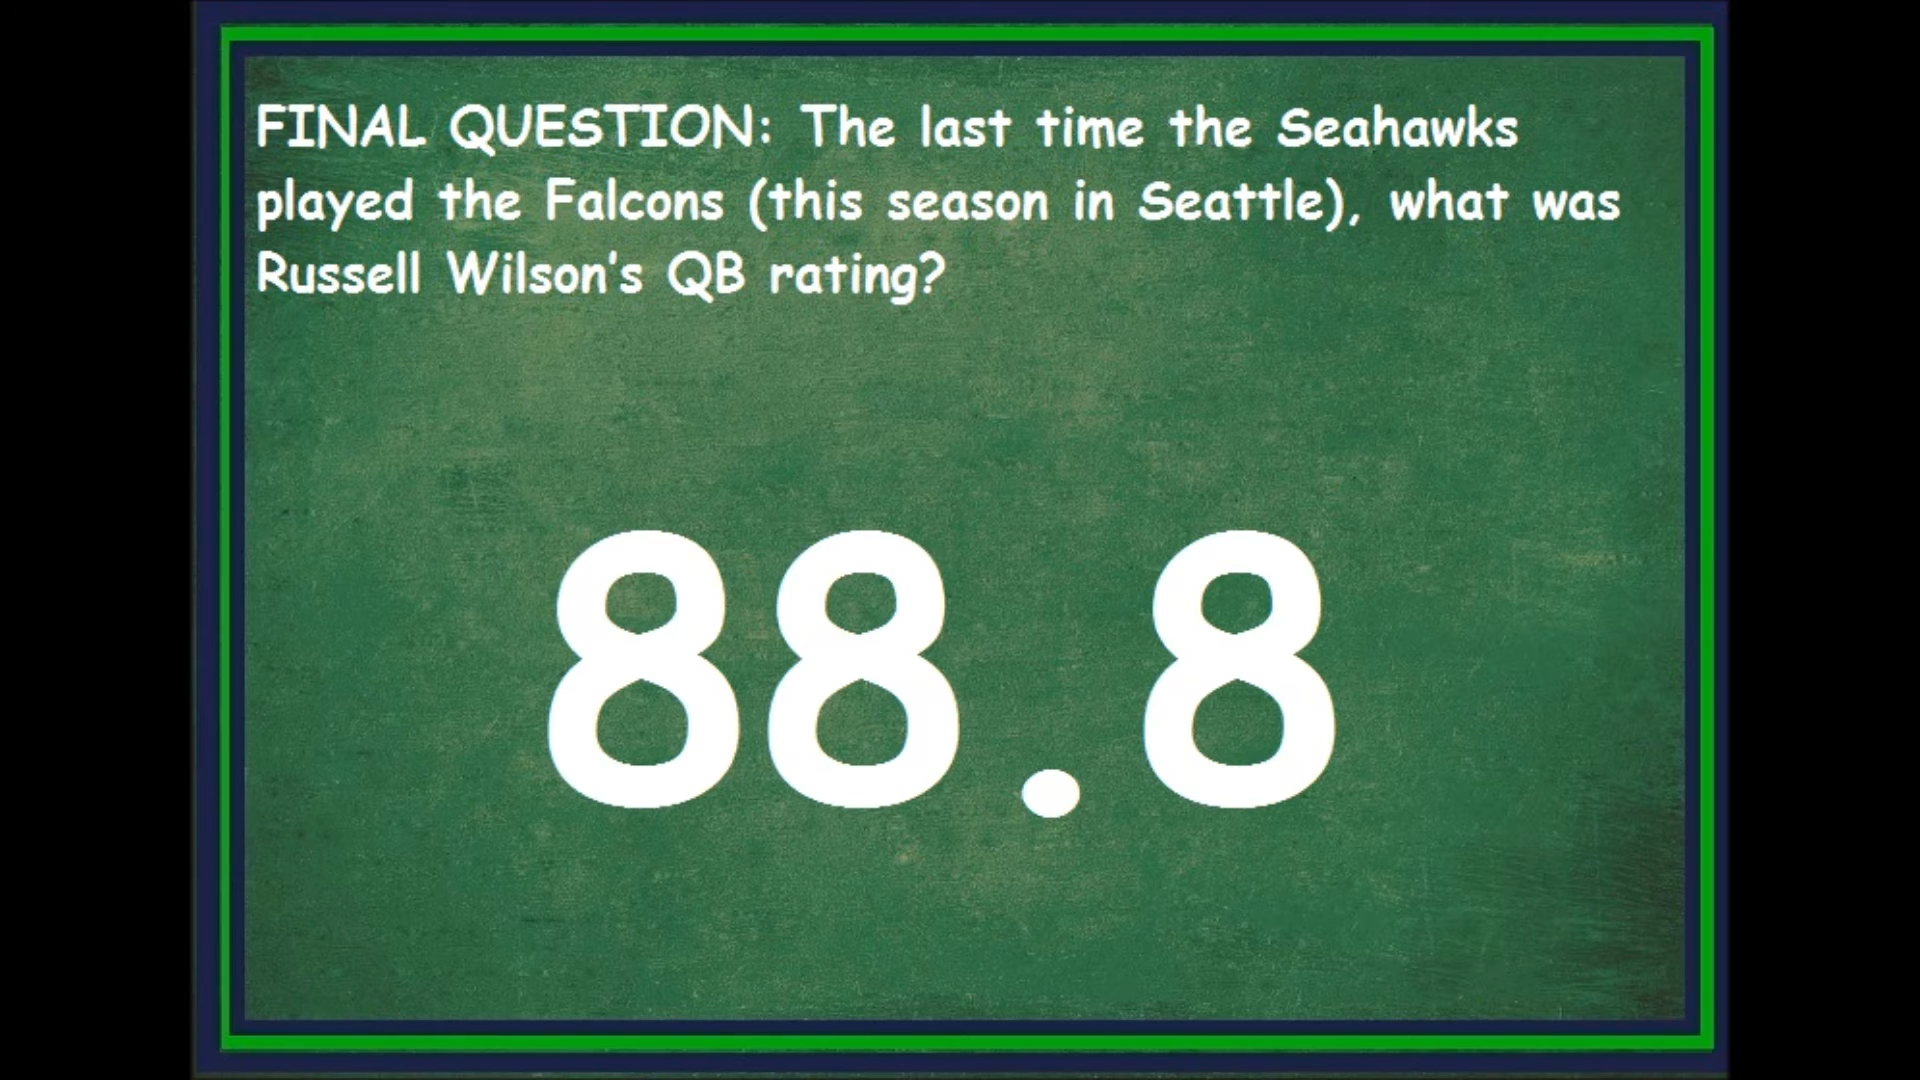 FINAL QUESTION: The last time the Seahawks
played the Falcons (this season in Seattle), what was
Russell Wilson's QB rating?
88.8